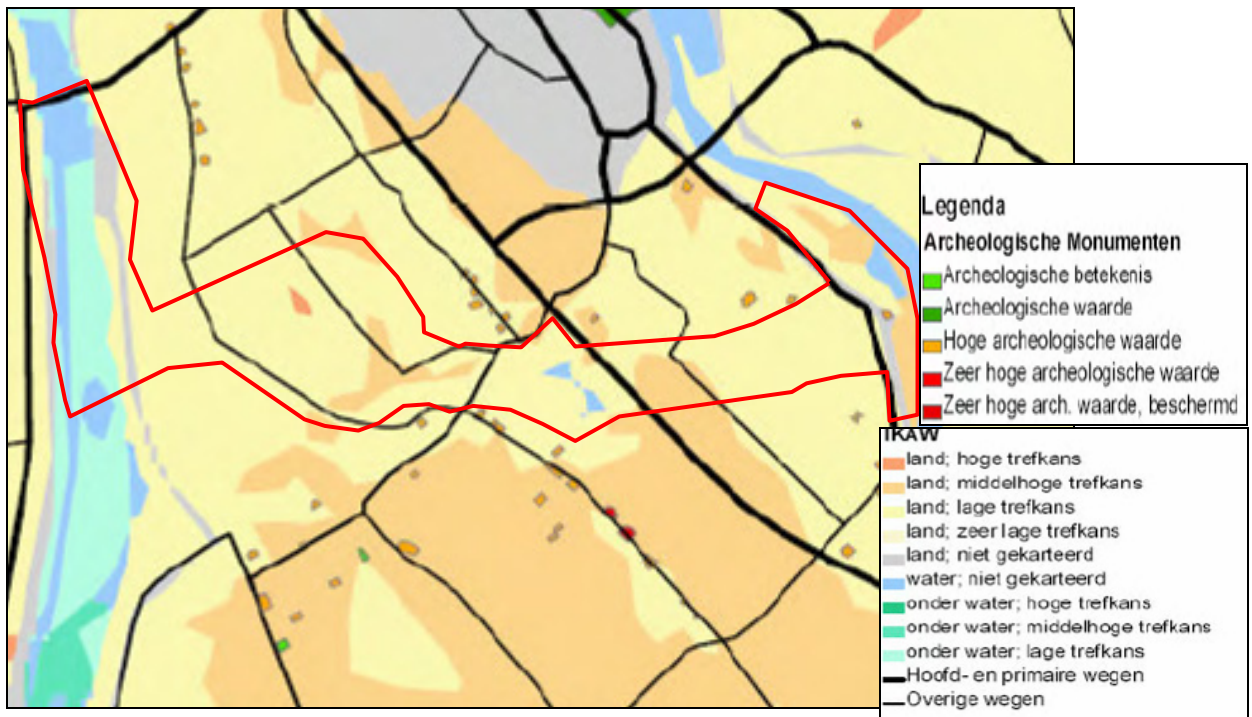 Legenda
Archeologische Monumenten
Archeologische betekenis
Archeologische waarde
Hoge archeologische waarde
Zeer hoge archeologische waarde
Zeer hoge arch. waarde, beschermd
IKAW
land; hoge trefkans
land; middelhoge trefkans
land; lage trefkans
land; zeer lage trefkans
land; niet gekarteerd
water; niet gekarteerd
onder water; hoge trefkans
onder water; middelhoge trefkans
onder water; lage trefkans
Hoofd- en primaire wegen
Overige wegen